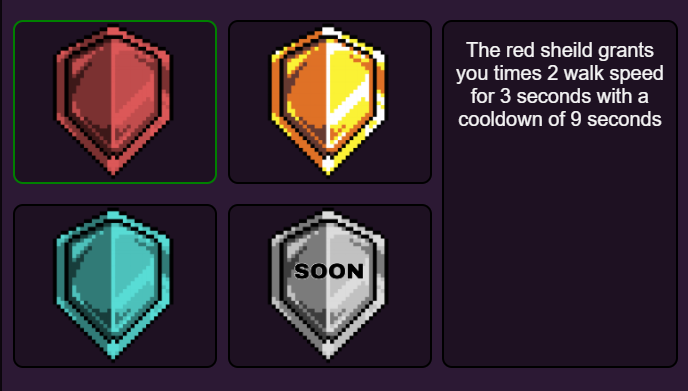 The red sheild grants
you times 2 walk speed
for 3 seconds with a
cooldown of 9 seconds
SOON